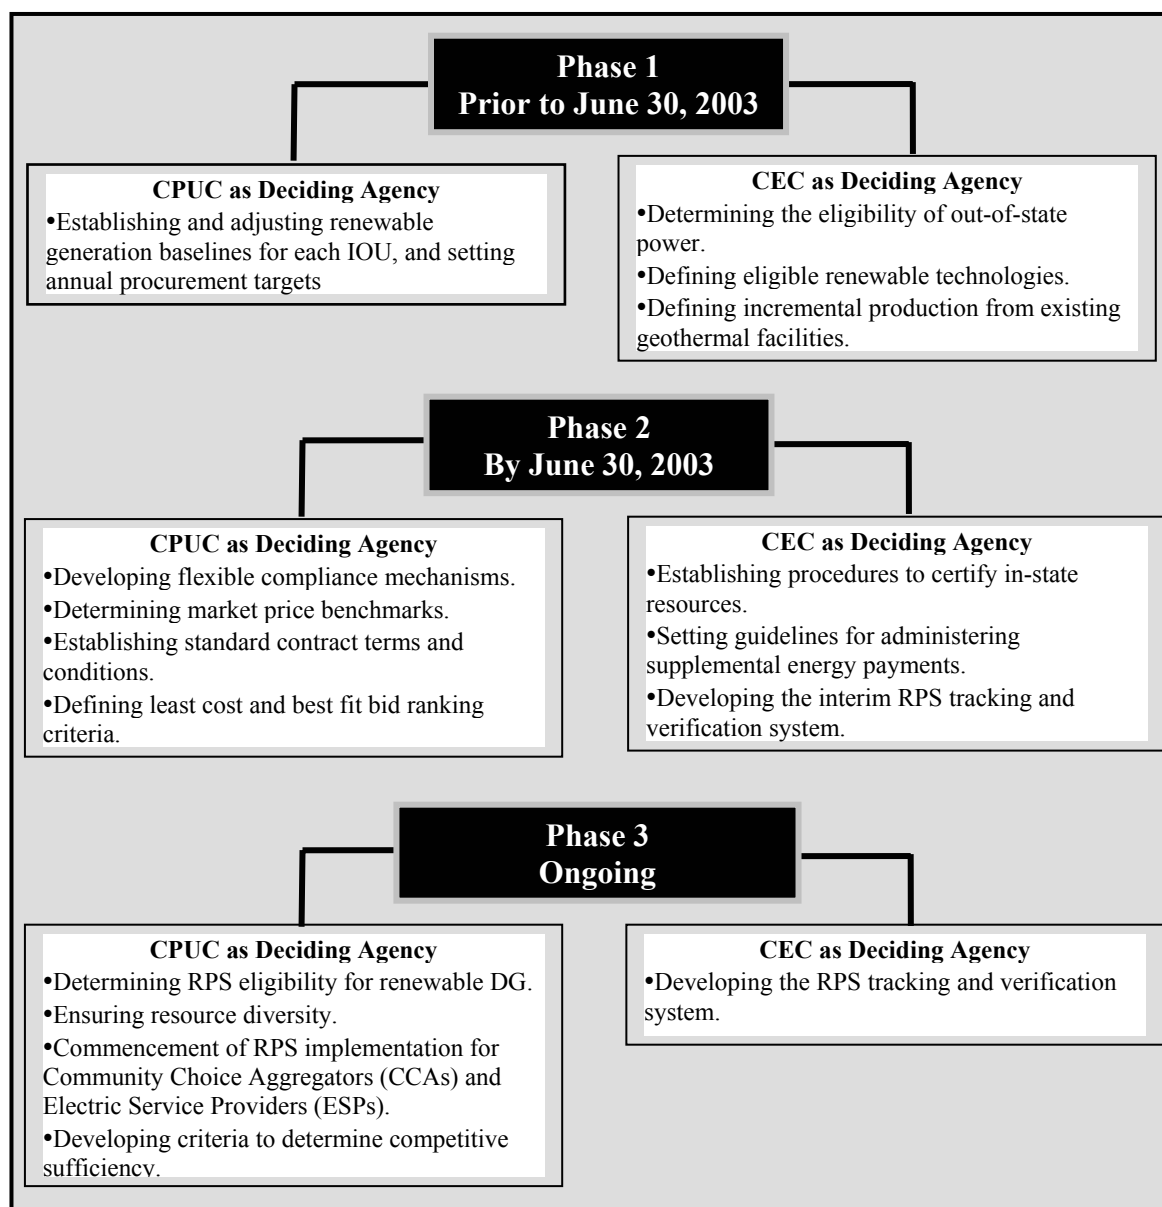 Phase 1
Prior to June 30, 2003
CPUC as Deciding Agency
•Establishing and adjusting renewable
generation baselines for each IOU, and setting
annual procurement targets
CEC as Deciding Agency
•Determining the eligibility of out-of-state
power.
•Defining eligible renewable technologies.
•Defining incremental production from existing
geothermal facilities.
Phase 2
By June 30, 2003
CPUC as Deciding Agency
•Developing flexible compliance mechanisms.
•Determining market price benchmarks.
•Establishing standard contract terms and
conditions.
•Defining least cost and best fit bid ranking
criteria.
CEC as Deciding Agency
•Establishing procedures to certify in-state
resources.
•Setting guidelines for administering
supplemental energy payments.
•Developing the interim RPS tracking and
verification system.
Phase 3
Ongoing
CPUC as Deciding Agency
•Determining RPS eligibility for renewable DG.
•Ensuring resource diversity.
•Commencement of RPS implementation for
Community Choice Aggregators (CCAs) and
Electric Service Providers (ESPs).
•Developing criteria to determine competitive
sufficiency.
CEC as Deciding Agency
•Developing the RPS tracking and verification
system.